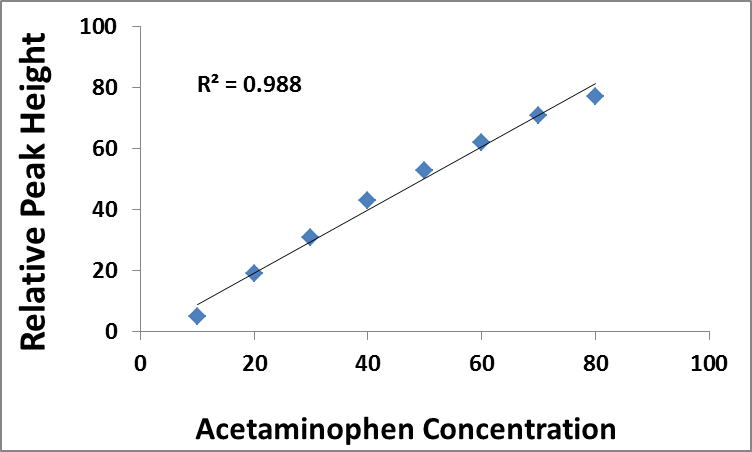 Relative Peak Height
100
80
60
40
20
0
R² = 0.988
0 20 40 60 80 100
Acetaminophen Concentration